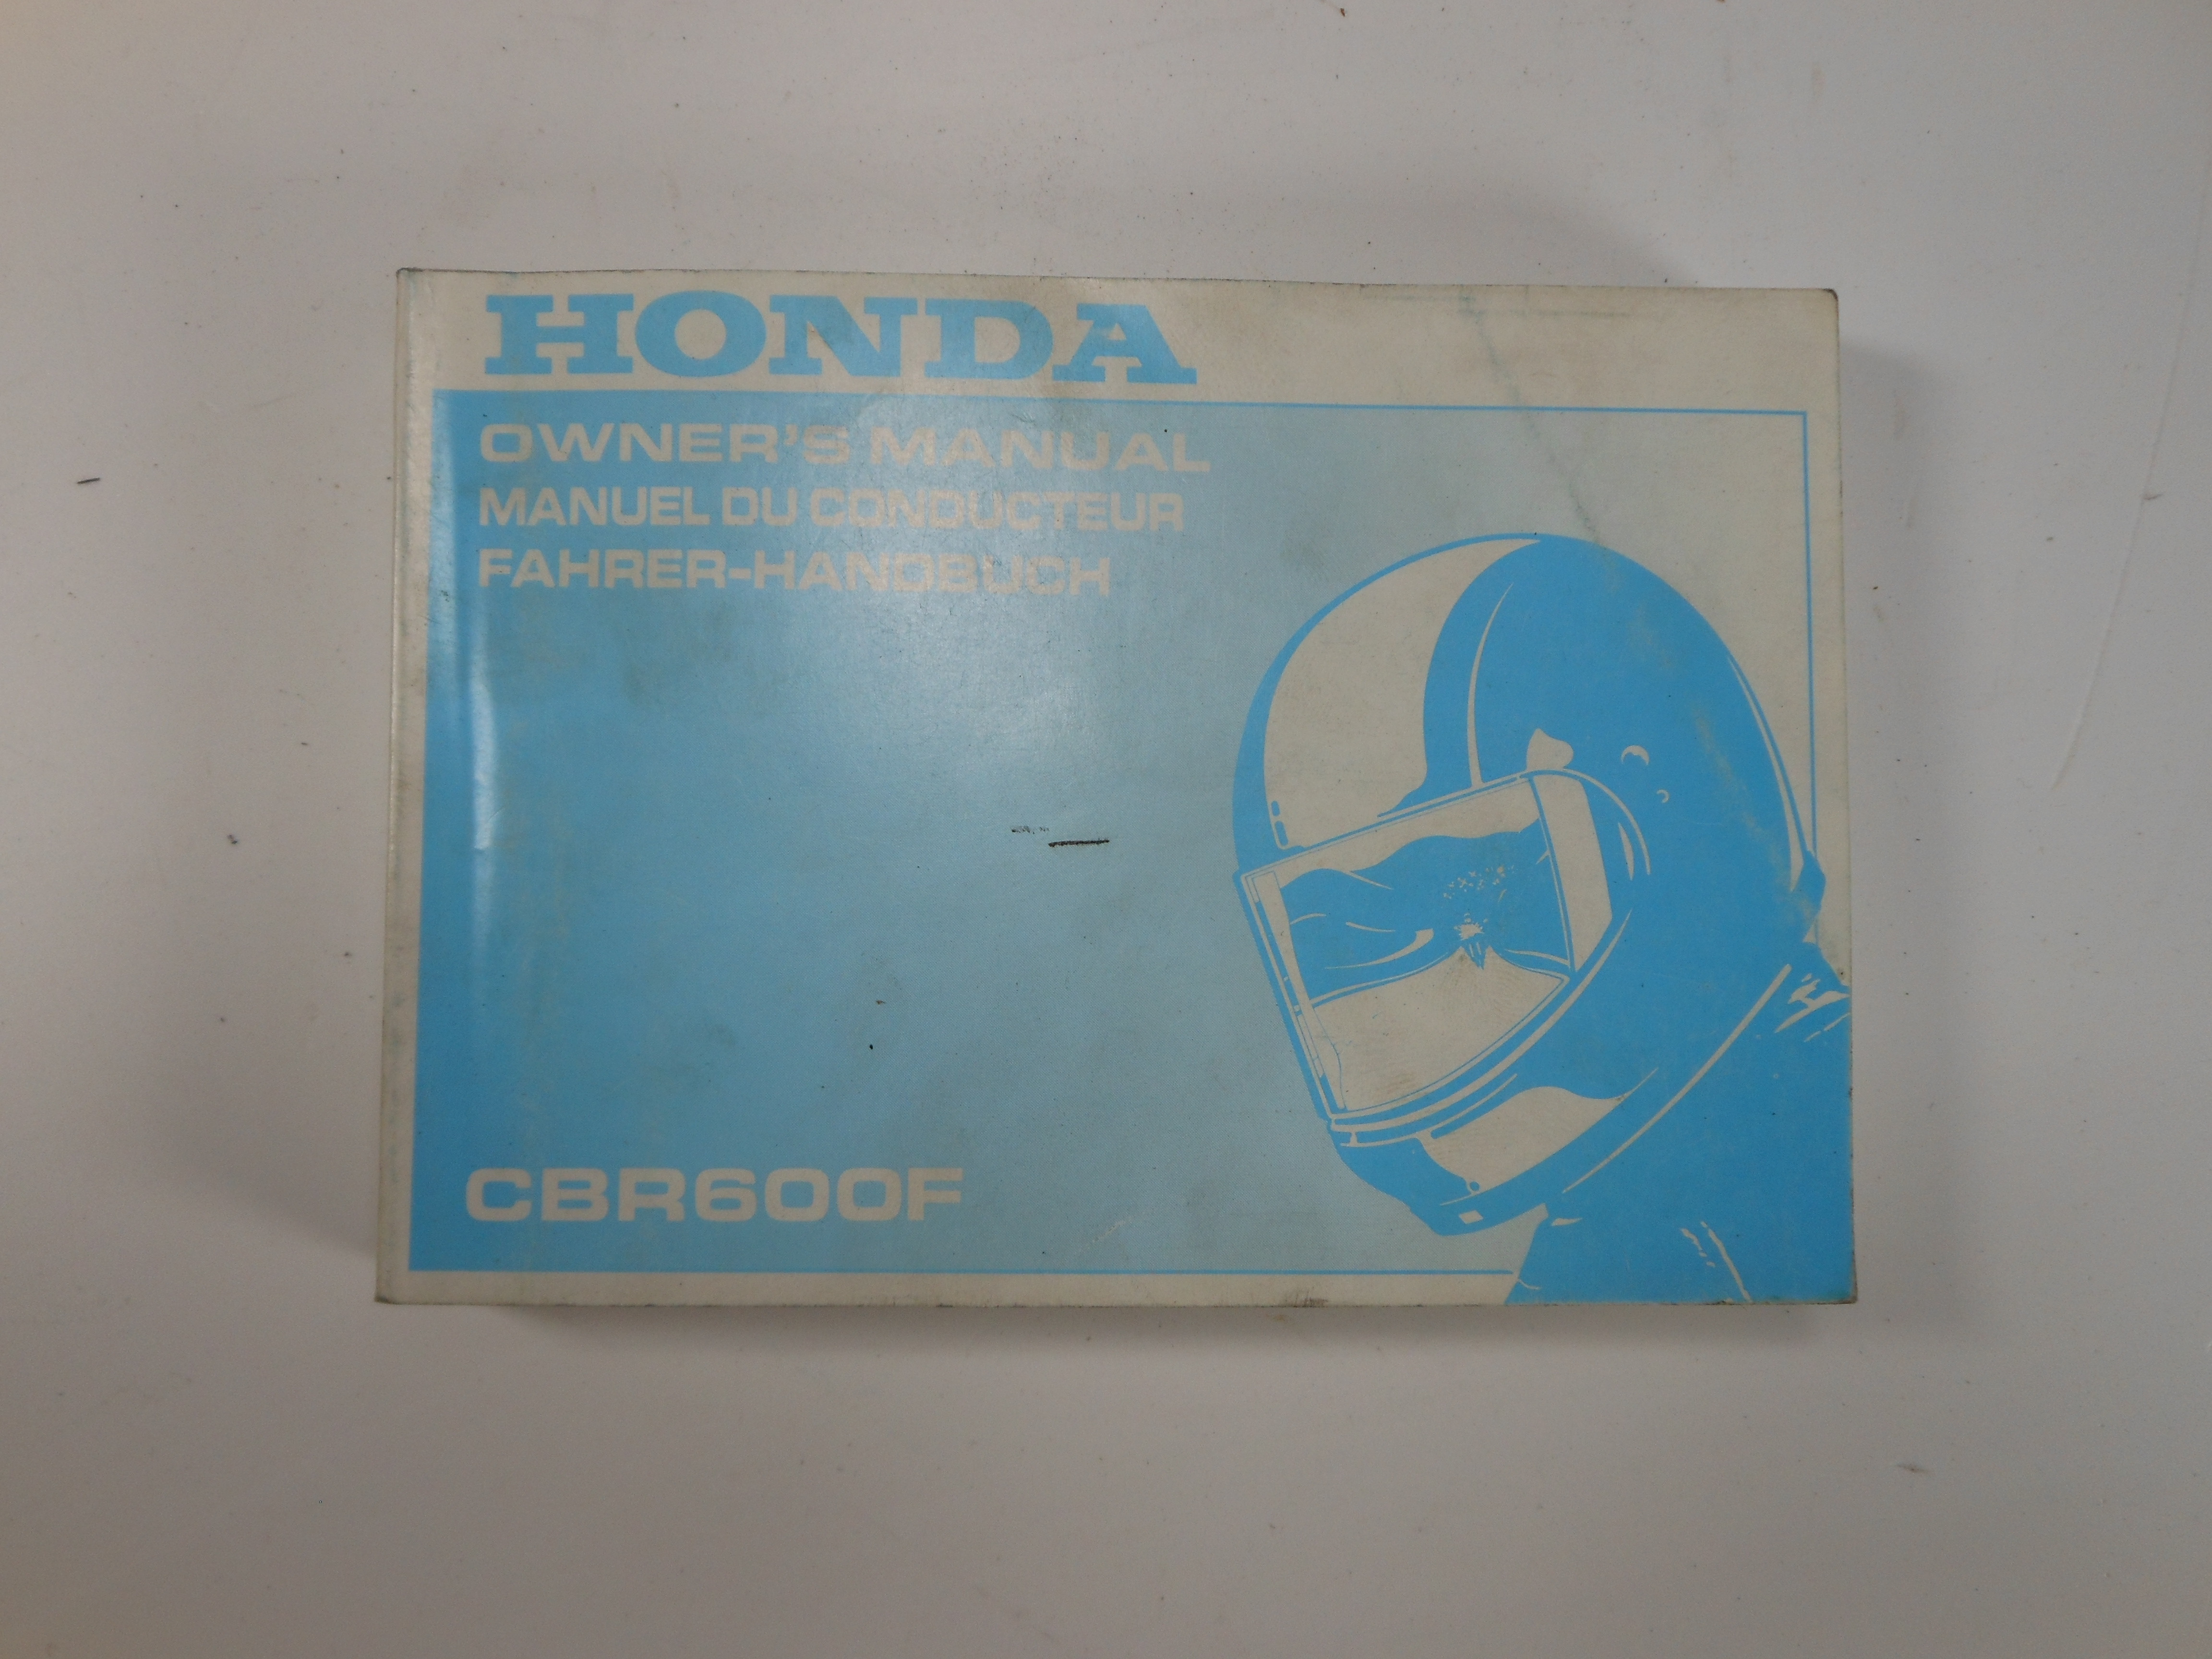 HONDA
OWNER'S MANUAL
MANUEL DU CONDUCTEUR
FAHRER-HANDBUCH
CBR600F